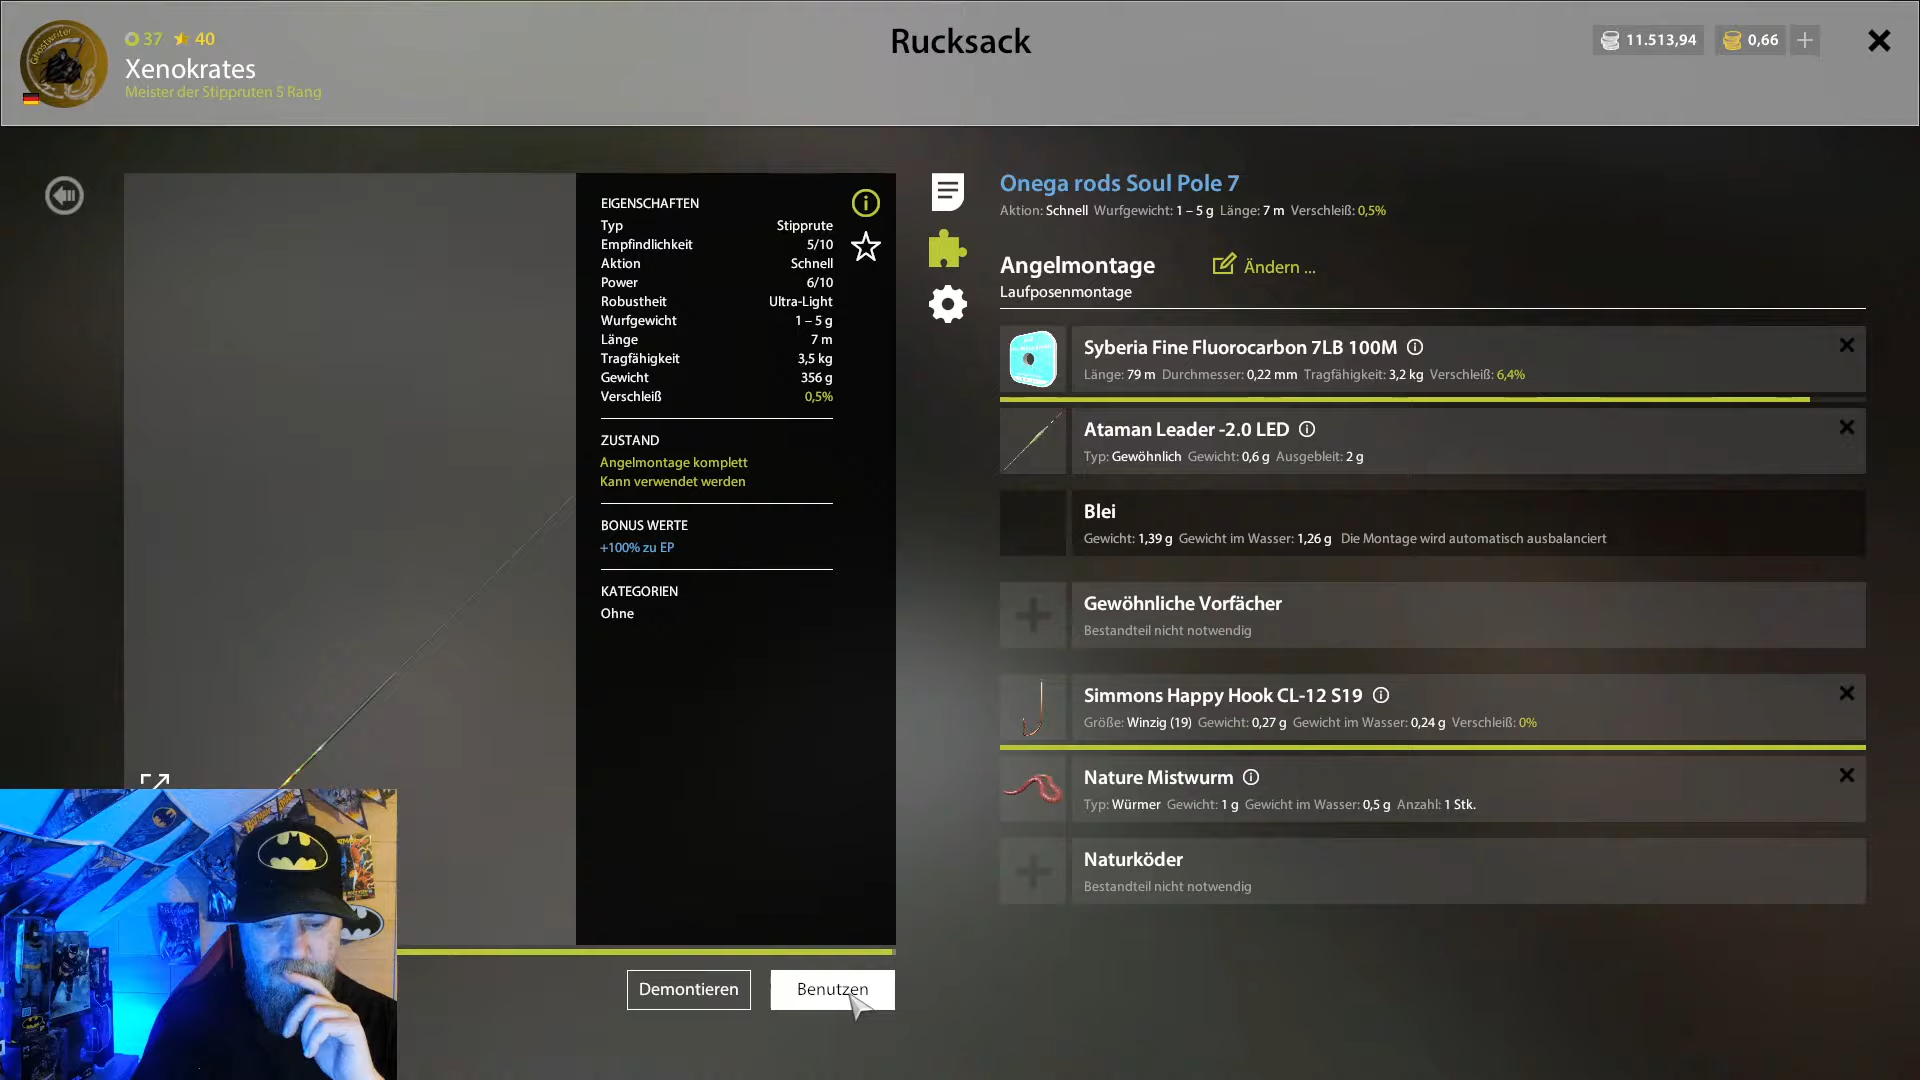 Rucksack
37 40
Xenokrates
Meister der Stippruten 5 Rang
Ghostwriter
11.513,94
0,66
EIGENSCHAFTEN
Typ Stipprute
Empfindlichkeit 5/10
Aktion Schnell
Power 6/10
Robustheit Ultra-Light
Wurfgewicht 1 – 5 g
Länge 7 m
Tragfähigkeit 3,5 kg
Gewicht 356 g
Verschleiß 0,5%
ZUSTAND
Angelmontage komplett
Kann verwendet werden
BONUS WERTE
+100% zu EP
KATEGORIEN
Ohne
Demontieren
Benutzen
Onega rods Soul Pole 7
Aktion: Schnell Wurfgewicht: 1 – 5 g Länge: 7 m Verschleiß: 0,5%
Angelmontage
Ändern ...
Laufposenmontage
Syberia Fine Fluorocarbon 7LB 100M
Länge: 79 m Durchmesser: 0,22 mm Tragfähigkeit: 3,2 kg Verschleiß: 6,4%
Ataman Leader -2.0 LED
Typ: Gewöhnlich Gewicht: 0,6 g Ausgebleit: 2 g
Blei
Gewicht: 1,39 g Gewicht im Wasser: 1,26 g Die Montage wird automatisch ausbalanciert
Gewöhnliche Vorfächer
Bestandteil nicht notwendig
Simmons Happy Hook CL-12 S19
Größe: Winzig (19) Gewicht: 0,27 g Gewicht im Wasser: 0,24 g Verschleiß: 0%
Nature Mistwurm
Typ: Würmer Gewicht: 1 g Gewicht im Wasser: 0,5 g Anzahl: 1 Stk.
Naturköder
Bestandteil nicht notwendig